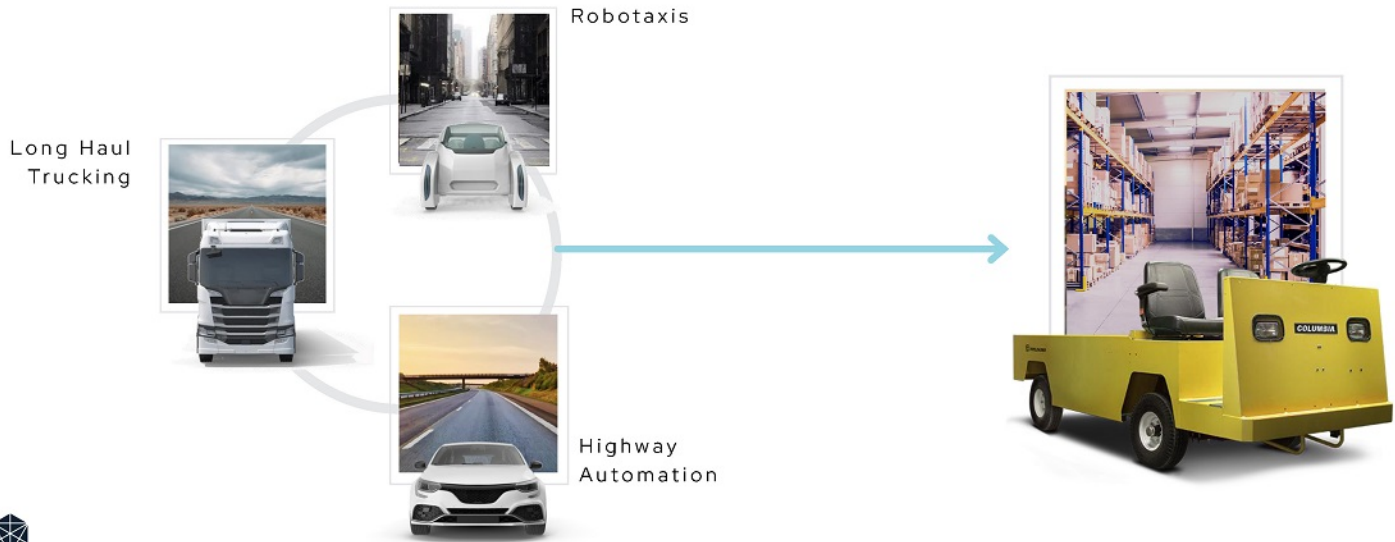 Robotaxis
Long Haul
Trucking
COLUMBIA
Highway
Automation